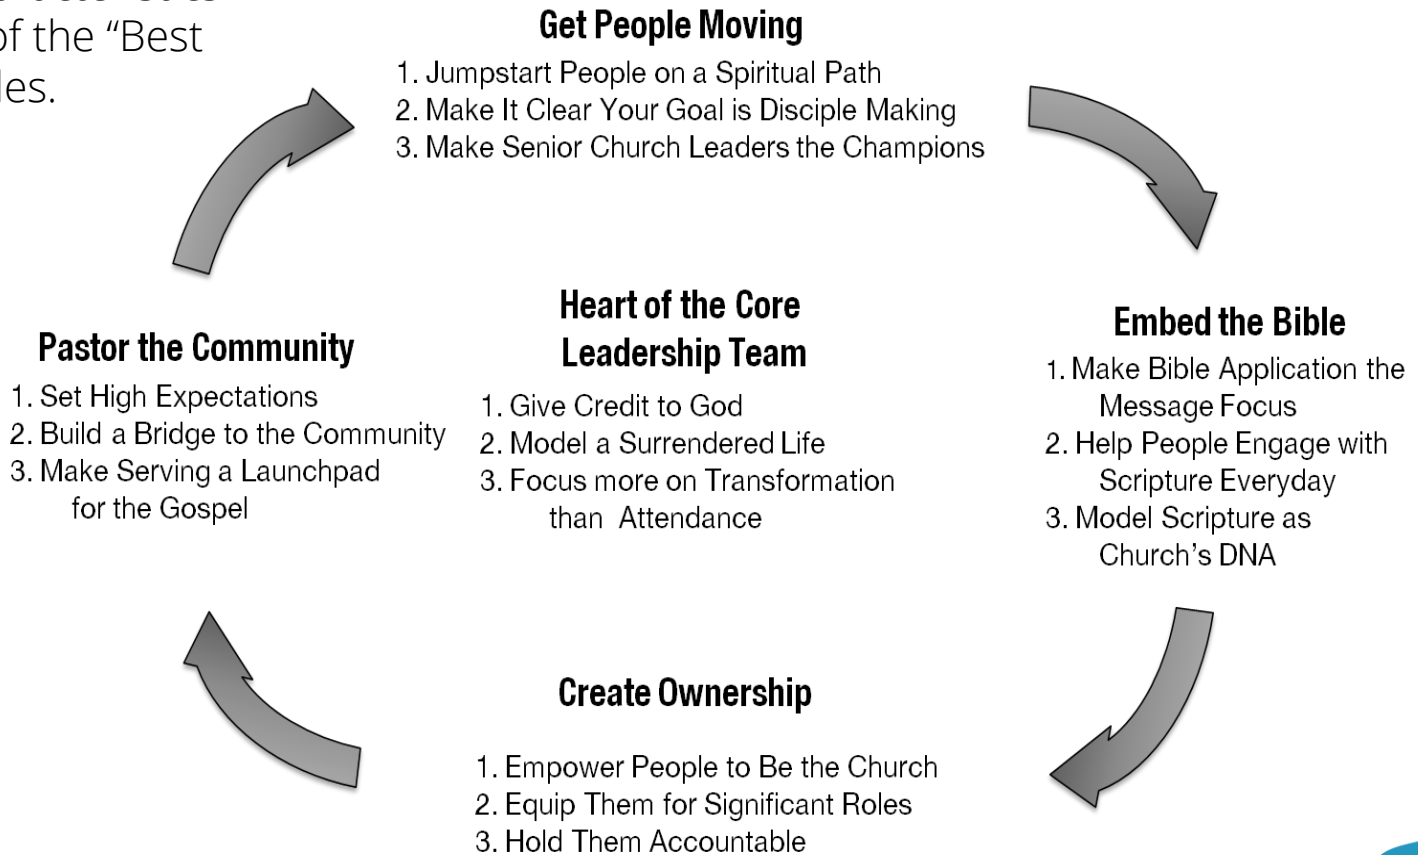 of the “Best
Get People Moving
1. Jumpstart People on a Spiritual Path
2. Make It Clear Your Goal is Disciple Making
3. Make Senior Church Leaders the Champions
Heart of the Core
Leadership Team
1. Give Credit to God
2. Model a Surrendered Life
3. Focus more on Transformation
than Attendance
Embed the Bible
1. Make Bible Application the
Message Focus
2. Help People Engage with
Scripture Everyday
3. Model Scripture as
Church’s DNA
Pastor the Community
1. Set High Expectations
2. Build a Bridge to the Community
3. Make Serving a Launchpad
for the Gospel
Create Ownership
1. Empower People to Be the Church
2. Equip Them for Significant Roles
3. Hold Them Accountable